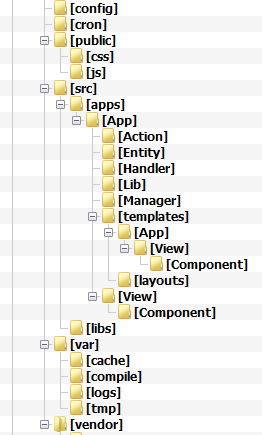 [config]
[cron]
[public]
[css]
[js]
[src]
[apps]
[App]
[Action]
[Entity]
[Handler]
[Lib]
[Manager]
[templates]
[App]
[View]
[Component]
[layouts]
[View]
[Component]
[libs]
[var]
[cache]
[compile]
[logs]
[tmp]
[vendor]